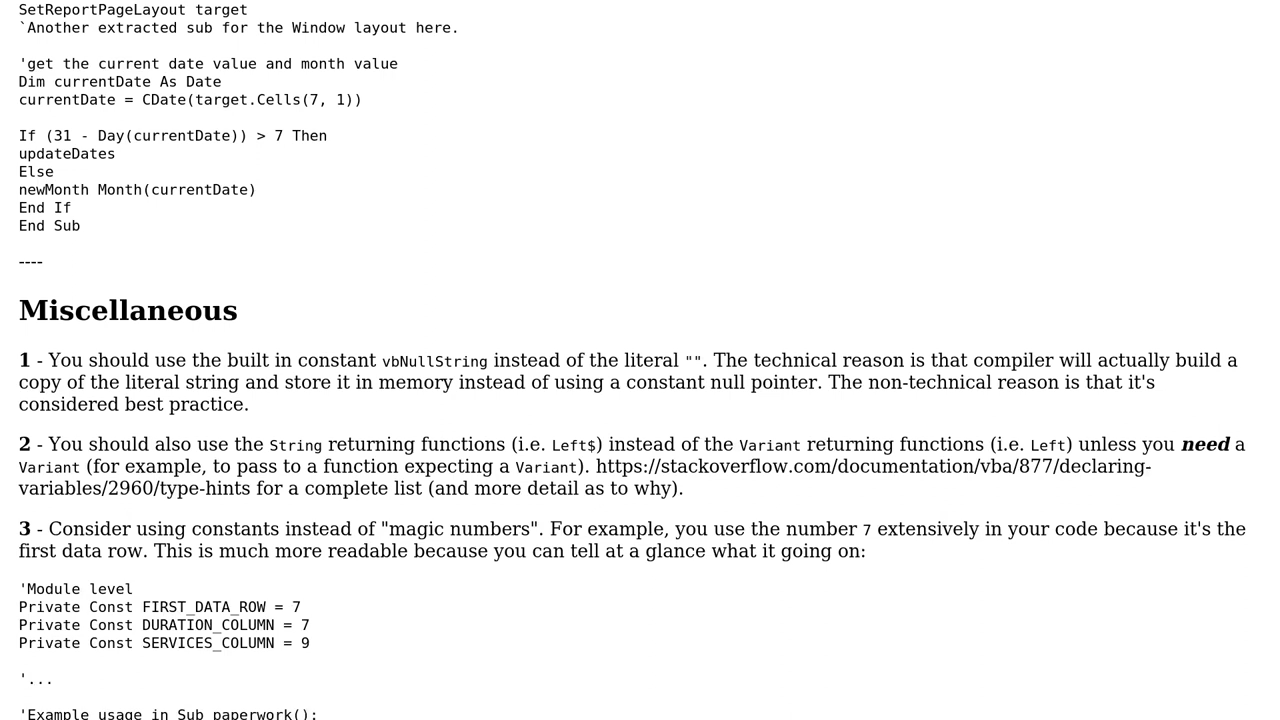 SetReportPageLayout target
`Another extracted sub for the Window layout here.
'get the current date value and month value
Dim currentDate As Date
currentDate = CDate(target.Cells(7, 1))
If (31 - Day(currentDate)) > 7 Then
updateDates
Else
newMonth Month(currentDate)
End If
End Sub
----
Miscellaneous
1 - You should use the built in constant vbNullString instead of the literal "". The technical reason is that compiler will actually build a
copy of the literal string and store it in memory instead of using a constant null pointer. The non-technical reason is that it's
considered best practice.
2 - You should also use the String returning functions (i.e. Left$) instead of the Variant returning functions (i.e. Left) unless you need a
Variant (for example, to pass to a function expecting a Variant). https://stackoverflow.com/documentation/vba/877/declaring-
variables/2960/type-hints for a complete list (and more detail as to why).
3 - Consider using constants instead of "magic numbers". For example, you use the number 7 extensively in your code because it's the
first data row. This is much more readable because you can tell at a glance what it going on:
'Module level
Private Const FIRST_DATA_ROW = 7
Private Const DURATION_COLUMN = 7
Private Const SERVICES_COLUMN = 9
'...
'Example usage in Sub paperwork():